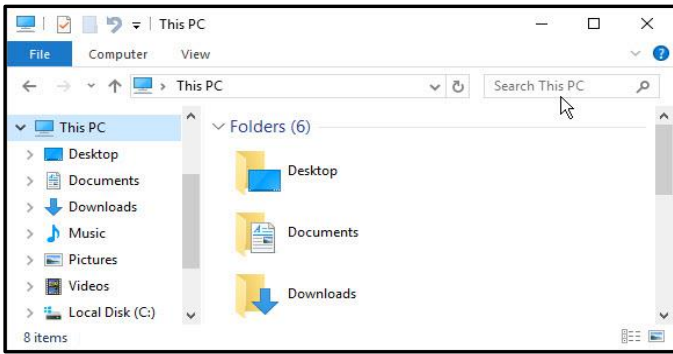 This PC
File Computer View
This PC Search This PC
This PC
Desktop
Documents
Downloads
Music
Pictures
Videos
Local Disk (C:)
Folders (6)
Desktop
Documents
Downloads
8 items